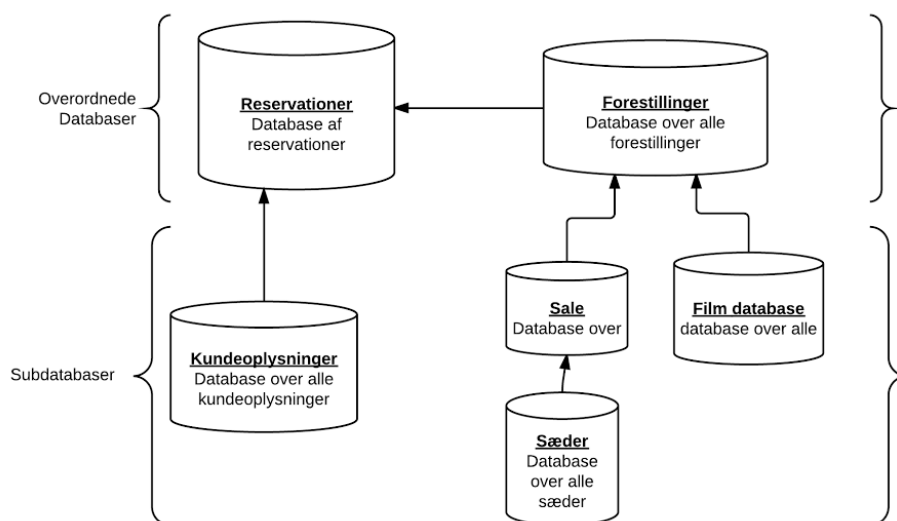 Overordnede
Databaser
Reservationer
Database af
reservationer
Forestillinger
Database over alle
forestillinger
Subdatabaser
Kundeoplysninger
Database over alle
kundeoplysninger
Sale
Database over
Film database
database over alle
Sæder
Database
over alle
sæder